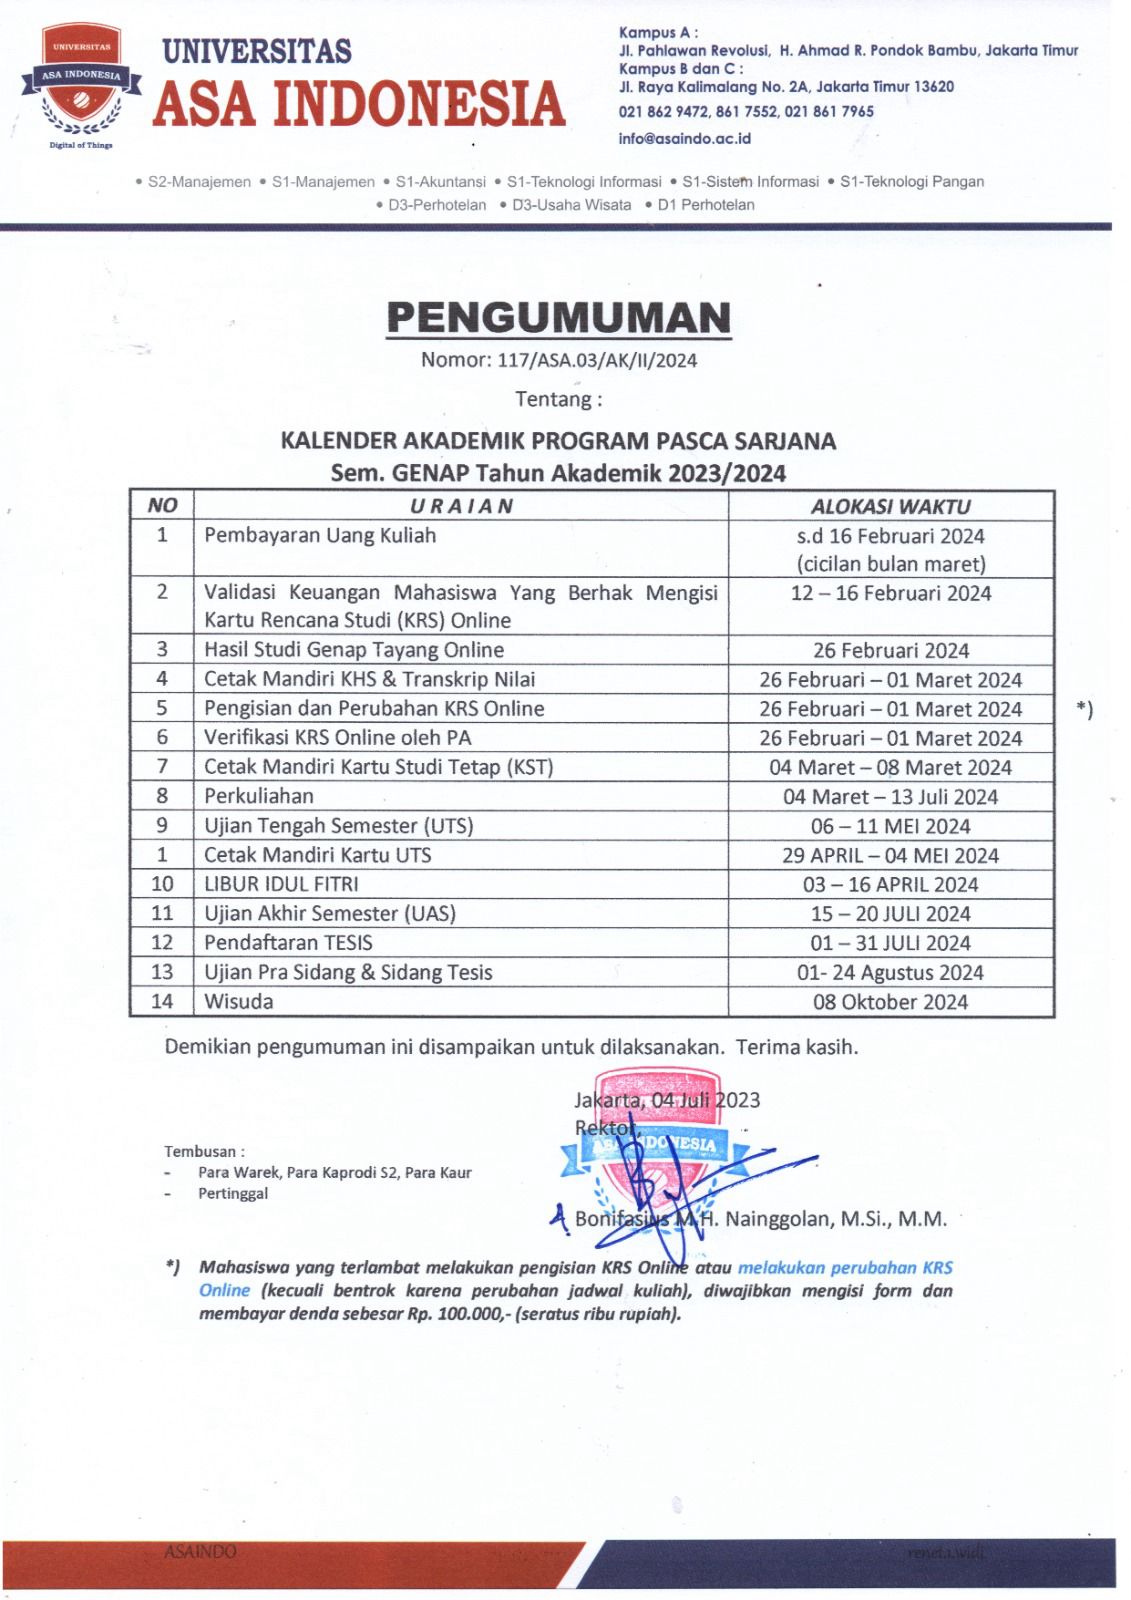 UNIVERSITAS
ASA INDONESIA
Digital of Things
UNIVERSITAS
ASA INDONESIA
Kampus A :
Jl. Pahlawan Revolusi, H. Ahmad R. Pondok Bambu, Jakarta Timur
Kampus B dan C :
Jl. Raya Kalimalang No. 2A, Jakarta Timur 13620
021 862 9472, 861 7552, 021 861 7965
info@asaindo.ac.id
• S2-Manajemen • S1-Manajemen • S1-Akuntansi • S1-Teknologi Informasi • S1-Sistem Informasi • S1-Teknologi Pangan
• D3-Perhotelan • D3-Usaha Wisata • D1 Perhotelan
PENGUMUMAN
Nomor: 117/ASA.03/AK/II/2024
Tentang :
KALENDER AKADEMIK PROGRAM PASCA SARJANA
Sem. GENAP Tahun Akademik 2023/2024
NO U R A I A N ALOKASI WAKTU
1 Pembayaran Uang Kuliah s.d 16 Februari 2024
(cicilan bulan maret)
2 Validasi Keuangan Mahasiswa Yang Berhak Mengisi 12 – 16 Februari 2024
Kartu Rencana Studi (KRS) Online
3 Hasil Studi Genap Tayang Online 26 Februari 2024
4 Cetak Mandiri KHS & Transkrip Nilai 26 Februari – 01 Maret 2024
5 Pengisian dan Perubahan KRS Online 26 Februari – 01 Maret 2024 *)
6 Verifikasi KRS Online oleh PA 26 Februari – 01 Maret 2024
7 Cetak Mandiri Kartu Studi Tetap (KST) 04 Maret – 08 Maret 2024
8 Perkuliahan 04 Maret – 13 Juli 2024
9 Ujian Tengah Semester (UTS) 06 – 11 MEI 2024
1 Cetak Mandiri Kartu UTS 29 APRIL – 04 MEI 2024
10 LIBUR IDUL FITRI 03 – 16 APRIL 2024
11 Ujian Akhir Semester (UAS) 15 – 20 JULI 2024
12 Pendaftaran TESIS 01 – 31 JULI 2024
13 Ujian Pra Sidang & Sidang Tesis 01- 24 Agustus 2024
14 Wisuda 08 Oktober 2024
Demikian pengumuman ini disampaikan untuk dilaksanakan. Terima kasih.
Jakarta, 04 Juli 2023
Rektor,
ASA INDONESIA
Bonifasius M.H. Nainggolan, M.Si., M.M.
Tembusan :
- Para Warek, Para Kaprodi S2, Para Kaur
- Pertinggal
*) Mahasiswa yang terlambat melakukan pengisian KRS Online atau melakukan perubahan KRS
Online (kecuali bentrok karena perubahan jadwal kuliah), diwajibkan mengisi form dan
membayar denda sebesar Rp. 100.000,- (seratus ribu rupiah).
ASAINDO